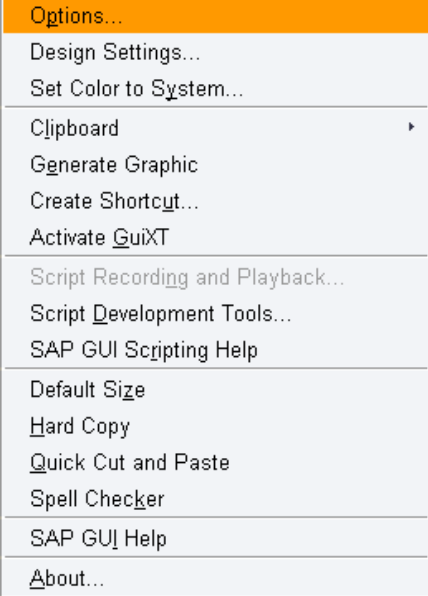 Options...
Design Settings...
Set Color to System...
Clipboard
Generate Graphic
Create Shortcut...
Activate GuiXT
Script Recording and Playback...
Script Development Tools...
SAP GUI Scripting Help
Default Size
Hard Copy
Quick Cut and Paste
Spell Checker
SAP GUI Help
About...